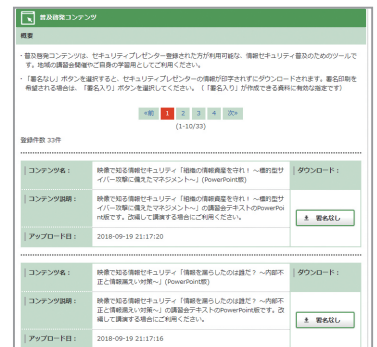 普及啓発コンテンツ
概要
・普及啓発コンテンツは、セキュリティプレゼンター登録された方が利用可能な、情報セキュリティ普及のためのツールで
す。地域の講習会開催やご自身の学習用としてご利用ください。
・「署名なし」ボタンを選択すると、セキュリティプレゼンターの情報が印字されずにダウンロードされます。署名印刷を
希望される場合は、「署名入り」ボタンを選択してください。（「署名入り」が作成できる資料に有効な指定です）
<前 1 2 3 4 次>
(1-10/33)
登録件数 33件
コンテンツ名： 映像で知る情報セキュリティ「組織の情報資産を守れ！ ～標的型サ ダウンロード：
イバー攻撃に備えたマネジメント～」(PowerPoint版)
コンテンツ説明： 映像で知る情報セキュリティ「組織の情報資産を守れ！ ～標的型サ
イバー攻撃に備えたマネジメント～」の講習会テキストのPowerPoi
nt版です。改編して講演する場合にご利用ください。
署名なし
アップロード日： 2018-09-19 21:17:20
コンテンツ名： 映像で知る情報セキュリティ「情報を漏らしたのは誰だ？ ～内部不 ダウンロード：
正と情報漏えい対策～」(PowerPoint版)
コンテンツ説明： 映像で知る情報セキュリティ「情報を漏らしたのは誰だ？ ～内部不
正と情報漏えい対策～」の講習会テキストのPowerPoint版です。改
編して講演する場合にご利用ください。
署名なし
アップロード日： 2018-09-19 21:17:16